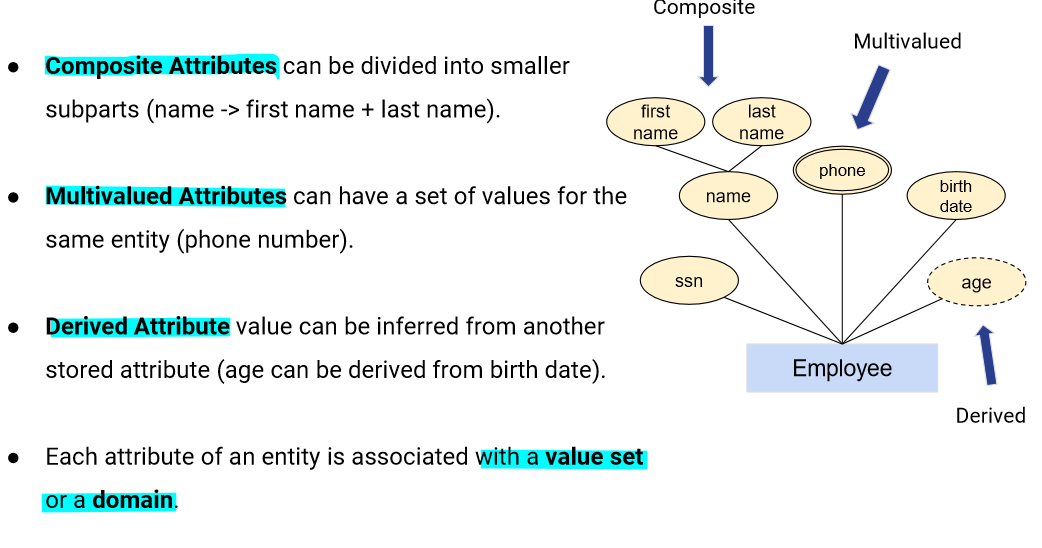 ● Composite Attributes can be divided into smaller
subparts (name -> first name + last name).
● Multivalued Attributes can have a set of values for the
same entity (phone number).
● Derived Attribute value can be inferred from another
stored attribute (age can be derived from birth date).
● Each attribute of an entity is associated with a value set
or a domain.
Composite
Multivalued
first
name
last
name
phone
name
birth
date
ssn
age
Employee
Derived